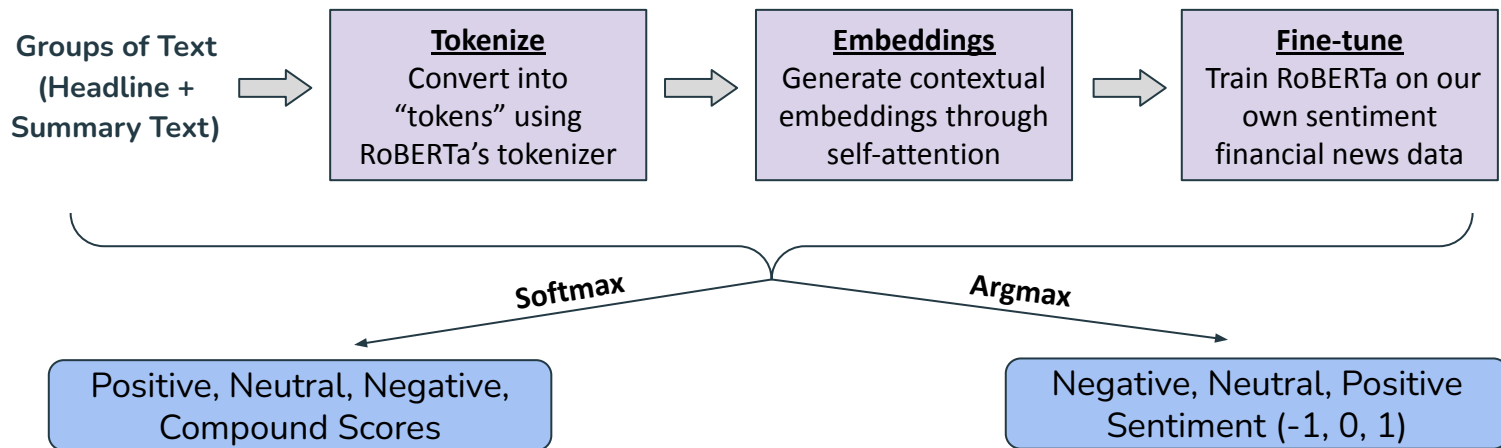 Groups of Text
(Headline +
Summary Text)
Tokenize
Convert into
“tokens” using
RoBERTa’s tokenizer
Embeddings
Generate contextual
embeddings through
self-attention
Fine-tune
Train RoBERTa on our
own sentiment
financial news data
Softmax
Argmax
Positive, Neutral, Negative,
Compound Scores
Negative, Neutral, Positive
Sentiment (-1, 0, 1)